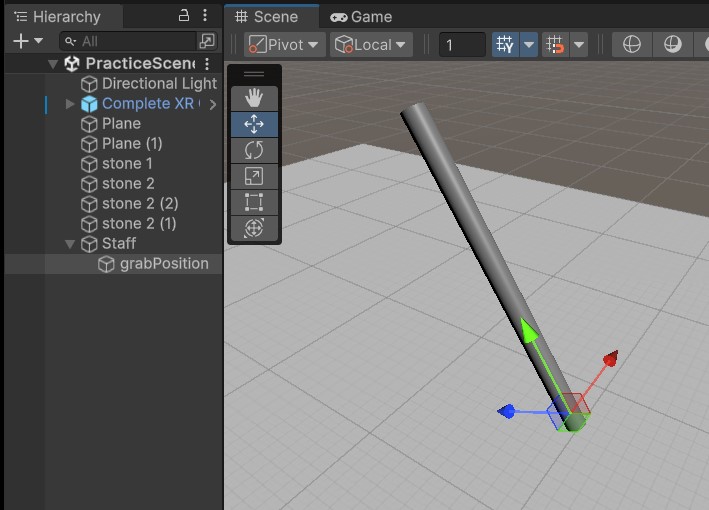 Hierarchy
All
PracticeScene
Directional Light
Complete XR
Plane
Plane (1)
stone 1
stone 2
stone 2 (2)
stone 2 (1)
Staff
grabPosition
Scene
Game
Pivot
Local
1